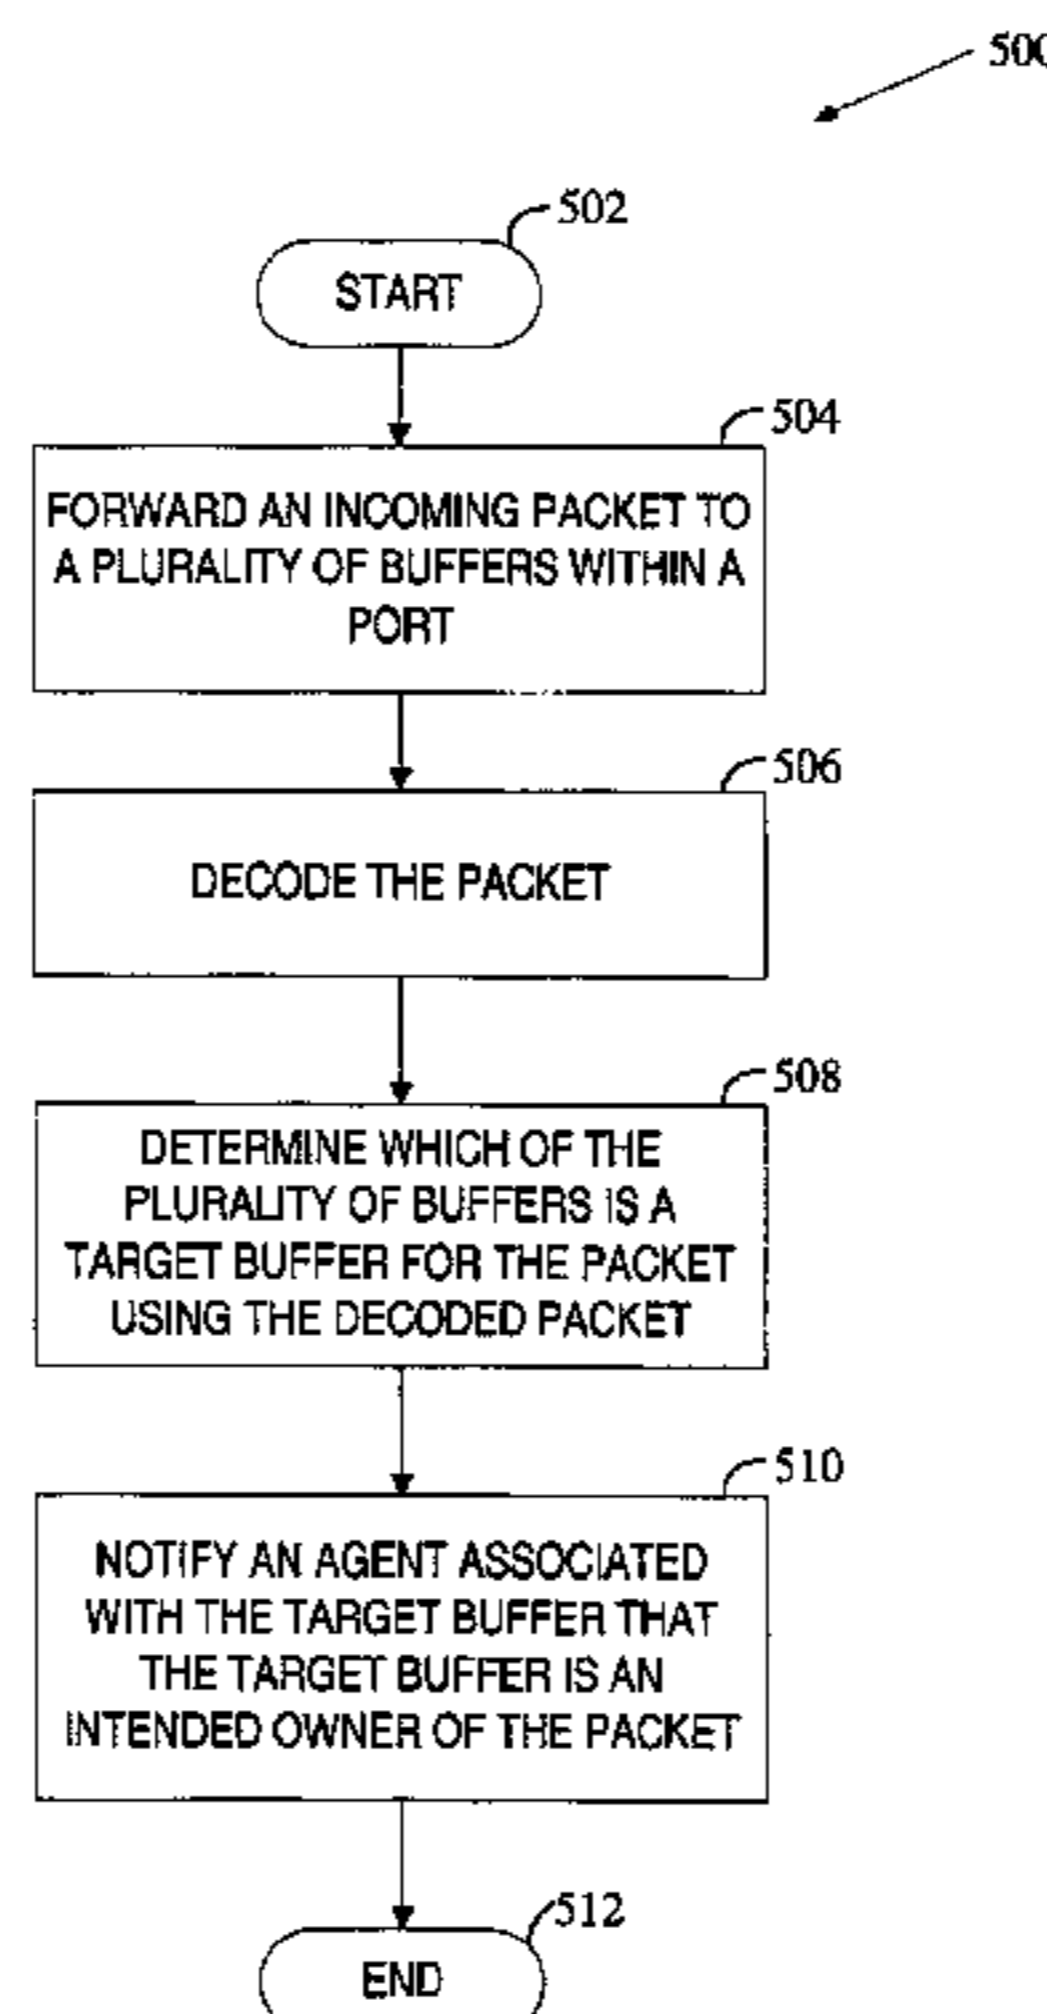 500
502
START
504
FORWARD AN INCOMING PACKET TO
A PLURALITY OF BUFFERS WITHIN A
PORT
506
DECODE THE PACKET
508
DETERMINE WHICH OF THE
PLURALITY OF BUFFERS IS A
TARGET BUFFER FOR THE PACKET
USING THE DECODED PACKET
510
NOTIFY AN AGENT ASSOCIATED
WITH THE TARGET BUFFER THAT
THE TARGET BUFFER IS AN
INTENDED OWNER OF THE PACKET
512
END